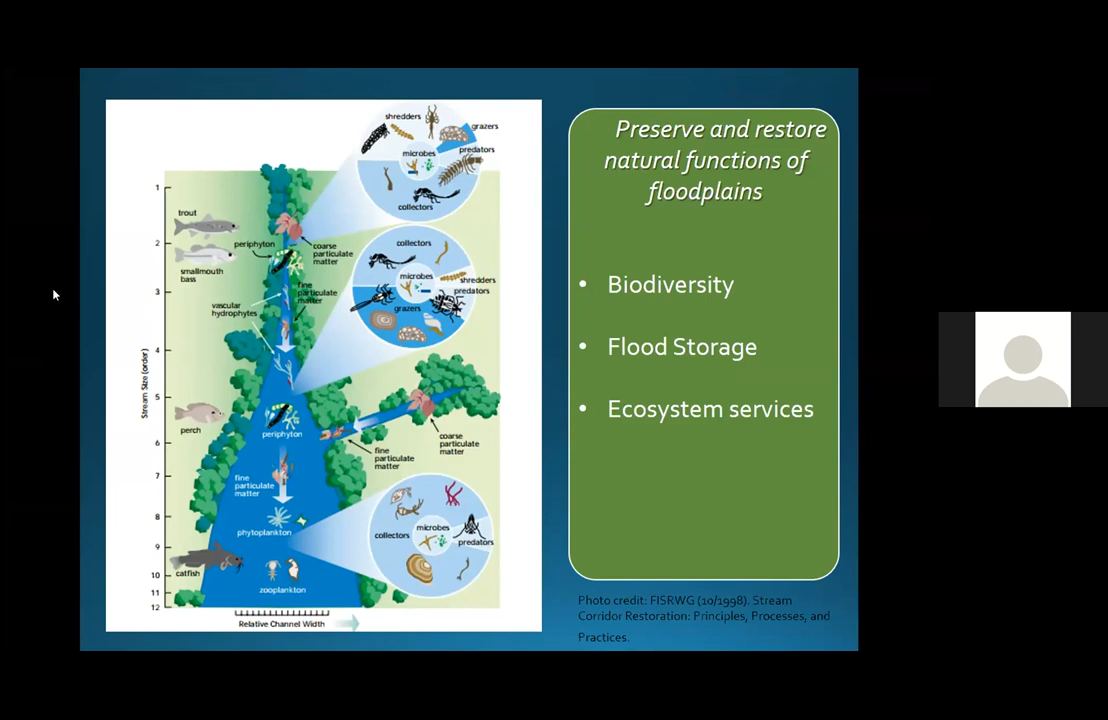 shredders
grazers
microbes
predators
collectors
1
trout
2
periphyton
coarse
particulate
matter
smallmouth
bass
collectors
microbes
shredders
predators
grazers
3
fine
particulate
matter
vascular
hydrophytes
4
Stream Size (order)
5
perch
periphyton
6
coarse
particulate
matter
fine
particulate
matter
7
fine
particulate
matter
8
phytoplankton
microbes
collectors
predators
9
catfish
10
zooplankton
11
12
Relative Channel Width
Preserve and restore
natural functions of
floodplains
• Biodiversity
• Flood Storage
• Ecosystem services
Photo credit: FISRWG (10/1998). Stream
Corridor Restoration: Principles, Processes, and
Practices.